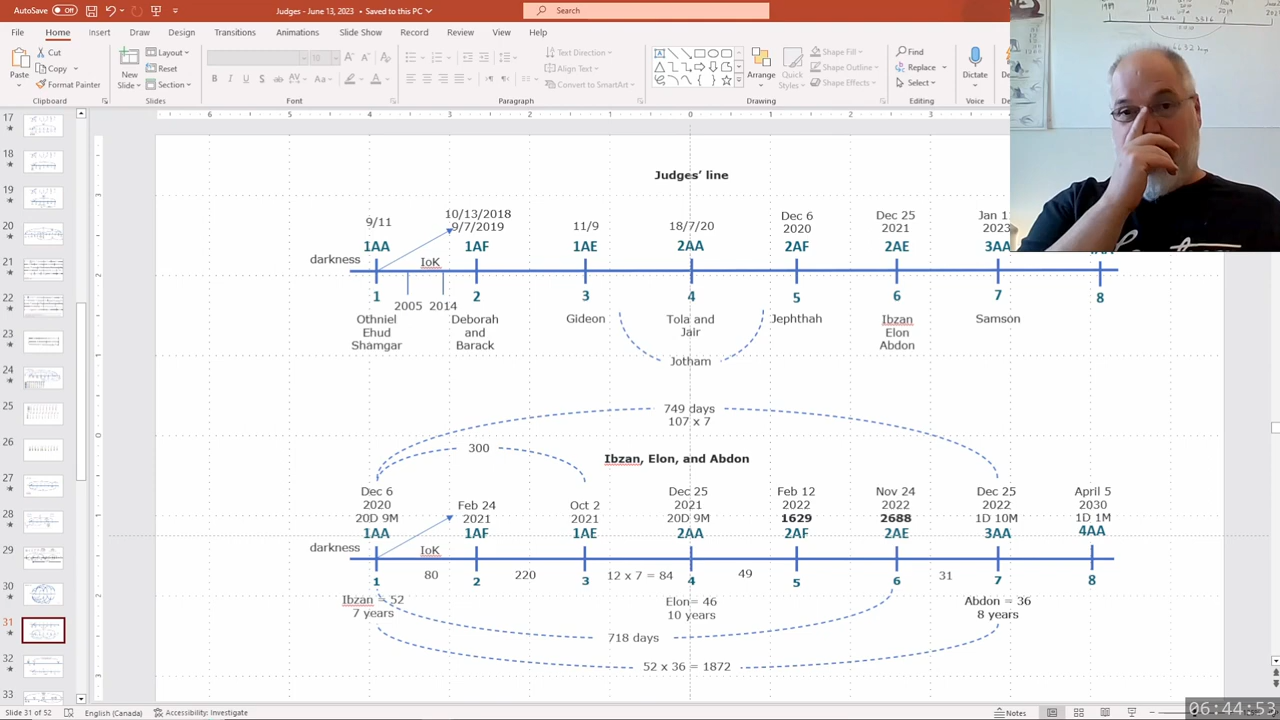 AutoSave Off Judges - June 13, 2023 • Saved to this PC Search
File Home Insert Draw Design Transitions Animations Slide Show Record Review View Help
Paste
Cut
Copy
Format Painter
Clipboard
New Slide
Layout
Reset
Section
Slides
Font
Text Direction
Align Text
Convert to SmartArt
Paragraph
Arrange
Quick Styles
Shape Fill
Shape Outline
Shape Effects
Drawing
Find
Replace
Select
Editing
Dictate
Voice
21
22
23
26
27
28
29
30
33
Judges’ line
9/11 10/13/2018 11/9 18/7/20 Dec 6 Dec 25 Jan 1
9/7/2019 2020 2021 2023
1AA 1AF 1AE 2AA 2AF 2AE 3AA
darkness IoK
1 2005 2014 2 3 4 5 6 7 8
Othniel Deborah Gideon Tola and Jephthah Ibzan Samson
Ehud and Jair Elon
Shamgar Barack Abdon
Jotham
749 days
107 x 7
300
Ibzan, Elon, and Abdon
Dec 6 Feb 24 Oct 2 Dec 25 Feb 12 Nov 24 Dec 25 April 5
2020 2021 2021 2021 2022 2022 2022 2030
20D 9M 20D 9M 1629 2688 1D 10M 1D 1M
1AA 1AF 1AE 2AA 2AF 2AE 3AA 4AA
darkness IoK
80 220 12 x 7 = 84 49 31
1 2 3 4 5 6 7 8
Ibzan = 52 Elon= 46 Abdon = 36
7 years 10 years 8 years
718 days
52 x 36 = 1872
Slide 31 of 52 English (Canada) Accessibility: Investigate Notes
06:44:53